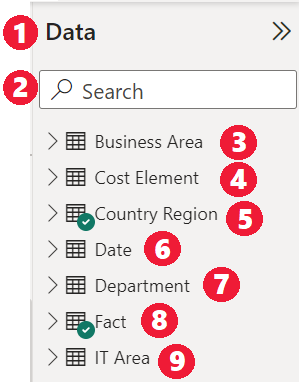 1 Data
2 Search
Business Area 3
Cost Element 4
Country Region 5
Date 6
Department 7
Fact 8
IT Area 9